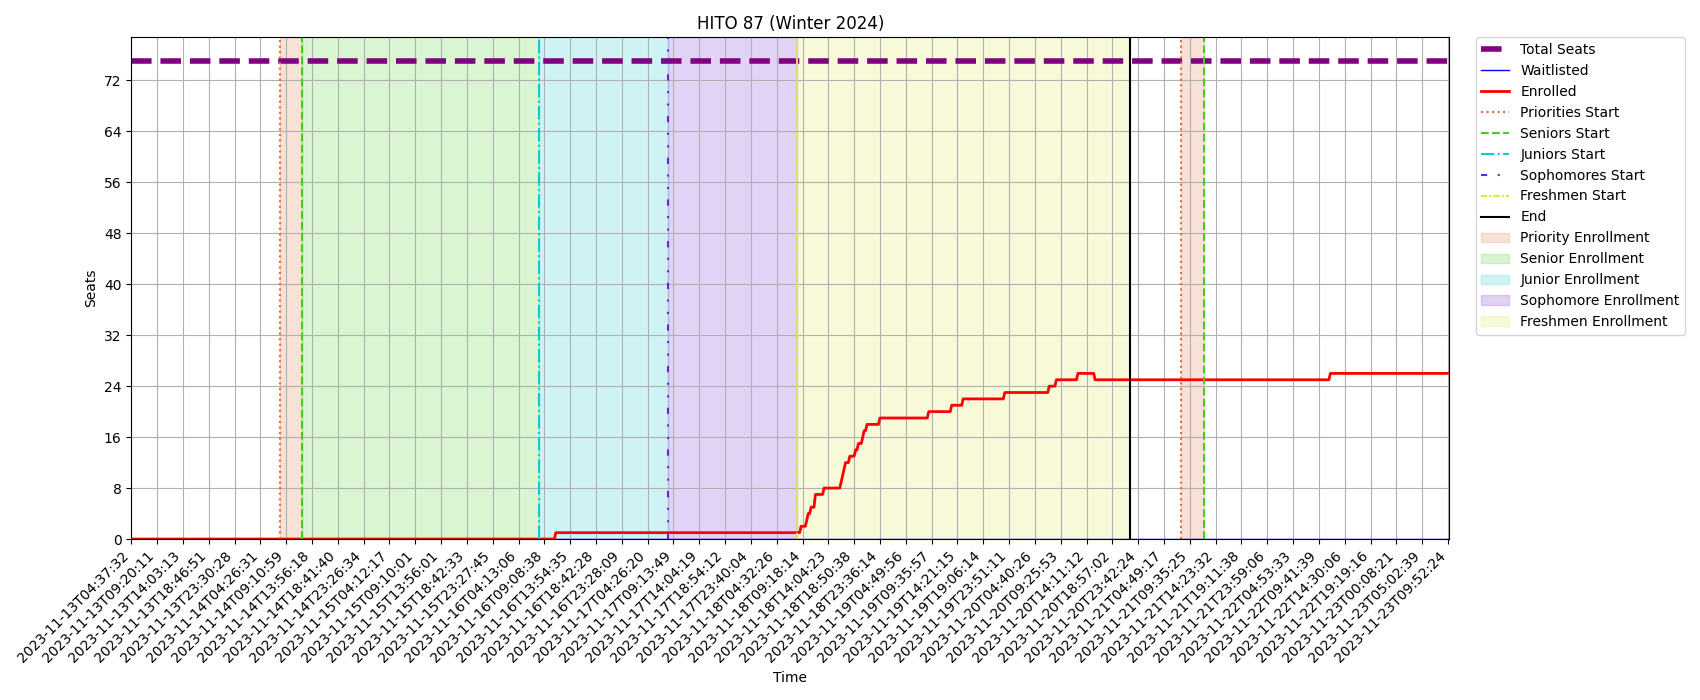 HITO 87 (Winter 2024)
Seats
72
64
56
48
40
32
24
16
8
0
2023-11-13T04:37:32
2023-11-13T09:20:11
2023-11-13T14:03:13
2023-11-13T18:46:51
2023-11-13T23:30:28
2023-11-14T04:26:31
2023-11-14T09:10:59
2023-11-14T13:56:18
2023-11-14T18:41:40
2023-11-14T23:26:34
2023-11-15T04:12:17
2023-11-15T09:10:01
2023-11-15T13:56:01
2023-11-15T18:42:33
2023-11-15T23:27:45
2023-11-16T04:13:06
2023-11-16T09:08:38
2023-11-16T13:54:35
2023-11-16T18:42:28
2023-11-16T23:28:09
2023-11-17T04:26:20
2023-11-17T09:13:49
2023-11-17T14:04:19
2023-11-17T18:54:12
2023-11-17T23:40:04
2023-11-18T04:32:26
2023-11-18T09:18:14
2023-11-18T14:04:23
2023-11-18T18:50:38
2023-11-18T23:36:14
2023-11-19T04:49:56
2023-11-19T09:35:57
2023-11-19T14:21:15
2023-11-19T19:06:14
2023-11-19T23:51:11
2023-11-20T04:40:26
2023-11-20T09:25:53
2023-11-20T14:11:12
2023-11-20T18:57:02
2023-11-20T23:42:24
2023-11-21T04:49:17
2023-11-21T09:35:25
2023-11-21T14:23:32
2023-11-21T19:11:38
2023-11-21T23:59:06
2023-11-22T04:53:33
2023-11-22T09:41:39
2023-11-22T14:30:06
2023-11-22T19:19:16
2023-11-23T00:08:21
2023-11-23T05:02:39
2023-11-23T09:52:24
Time
Total Seats
Waitlisted
Enrolled
Priorities Start
Seniors Start
Juniors Start
Sophomores Start
Freshmen Start
End
Priority Enrollment
Senior Enrollment
Junior Enrollment
Sophomore Enrollment
Freshmen Enrollment